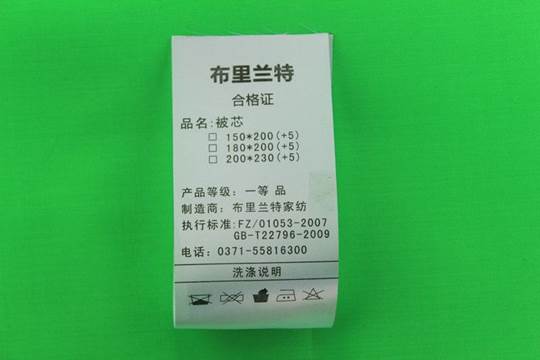 布里兰特
合格证
品名:被芯
□ 150*200(+5)
□ 180*200(+5)
□ 200*230(+5)
产品等级：一等 品
制造商：布里兰特家纺
执行标准:FZ/01053-2007
GB-T22796-2009
电话：0371-55816300
洗涤说明